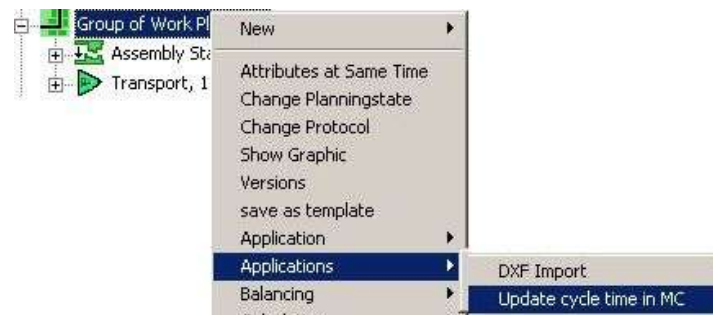 Group of Work Pl
Assembly Sta
Transport, 1
New
Attributes at Same Time
Change Planningstate
Change Protocol
Show Graphic
Versions
save as template
Application
Applications
Balancing
DXF Import
Update cycle time in MC